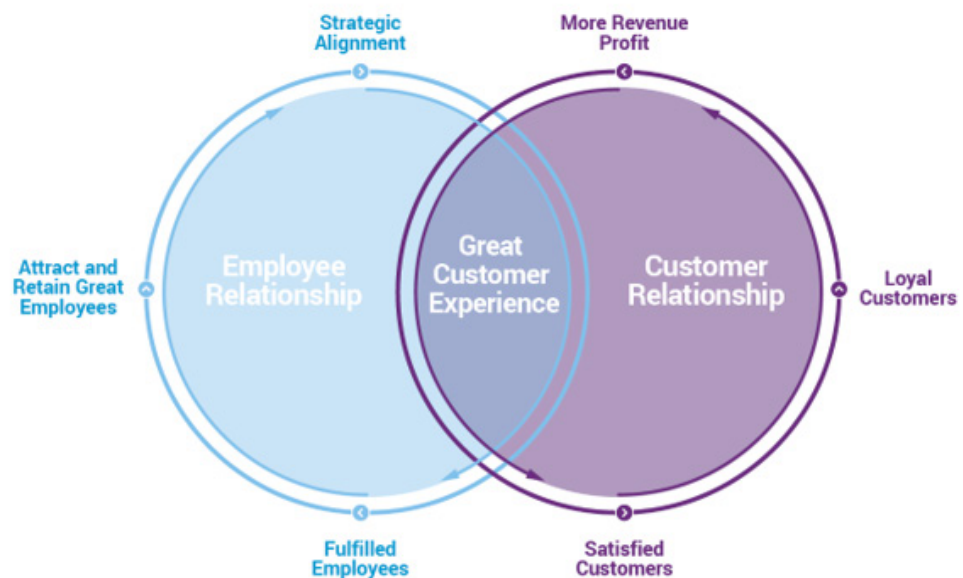 Strategic
Alignment
More Revenue
Profit
Attract and
Retain Great
Employees
Employee
Relationship
Great
Customer
Experience
Customer
Relationship
Loyal
Customers
Fulfilled
Employees
Satisfied
Customers